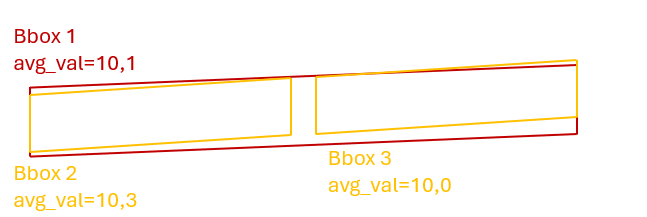 Bbox 1
avg_val=10,1
Bbox 2
avg_val=10,3
Bbox 3
avg_val=10,0